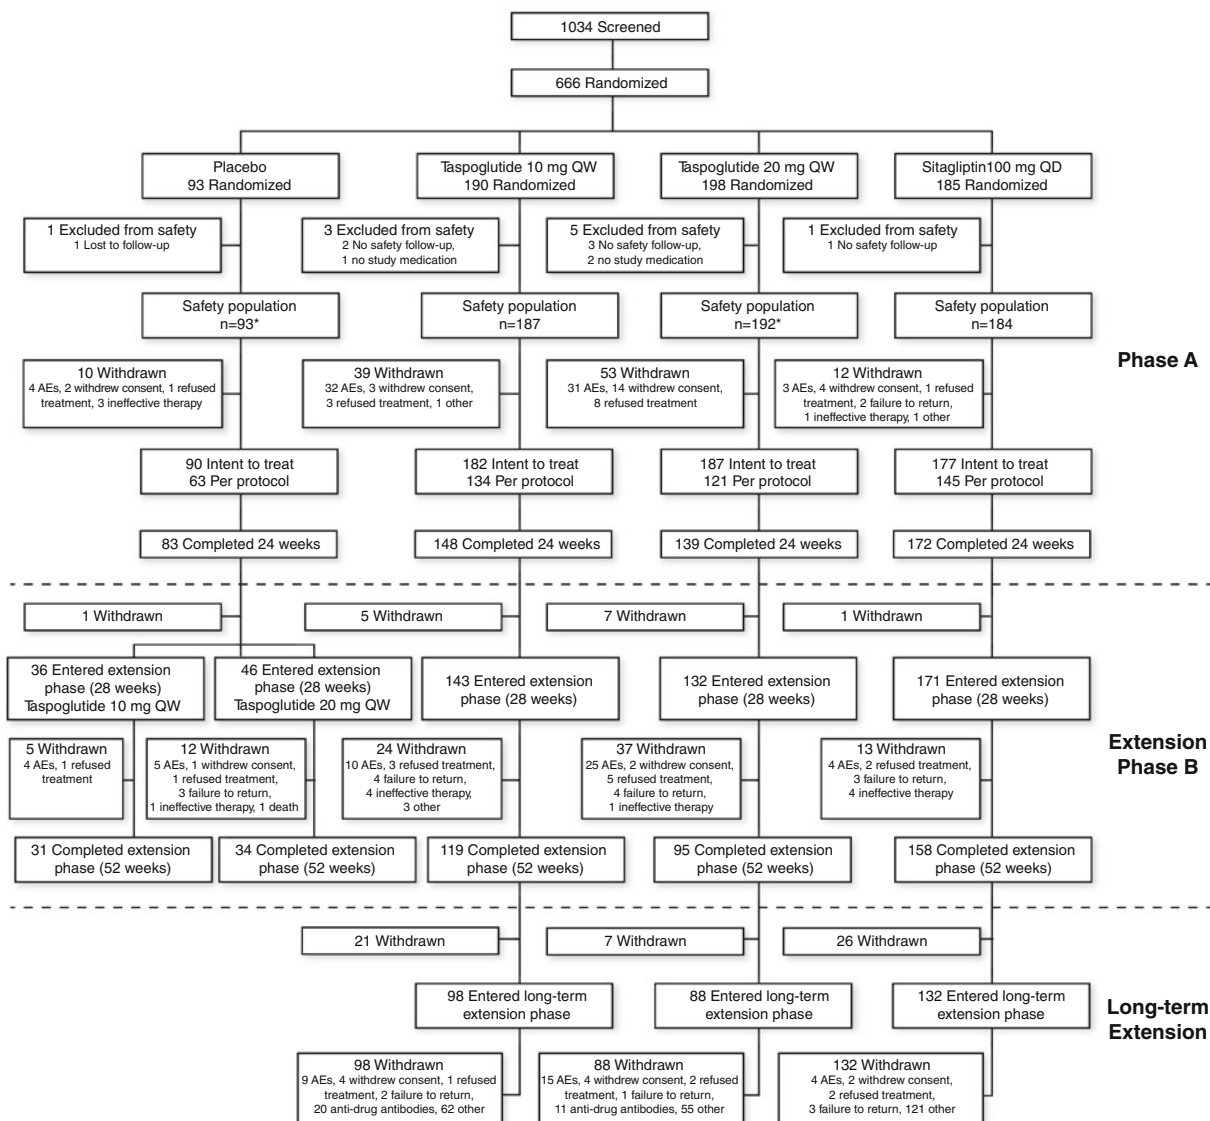 1034 Screened
666 Randomized
Placebo
93 Randomized
Taspoglutide 10 mg QW
190 Randomized
Taspoglutide 20 mg QW
198 Randomized
Sitagliptin100 mg QD
185 Randomized
1 Excluded from safety
1 Lost to follow-up
3 Excluded from safety
2 No safety follow-up,
1 no study medication
5 Excluded from safety
3 No safety follow-up,
2 no study medication
1 Excluded from safety
1 No safety follow-up
Safety population
n=93*
Safety population
n=187
Safety population
n=192*
Safety population
n=184
Phase A
10 Withdrawn
4 AEs, 2 withdrew consent, 1 refused
treatment, 3 ineffective therapy
39 Withdrawn
32 AEs, 3 withdrew consent,
3 refused treatment, 1 other
53 Withdrawn
31 AEs, 14 withdrew consent,
8 refused treatment
12 Withdrawn
3 AEs, 4 withdrew consent, 1 refused
treatment, 2 failure to return,
1 ineffective therapy, 1 other
90 Intent to treat
63 Per protocol
182 Intent to treat
134 Per protocol
187 Intent to treat
121 Per protocol
177 Intent to treat
145 Per protocol
83 Completed 24 weeks
148 Completed 24 weeks
139 Completed 24 weeks
172 Completed 24 weeks
1 Withdrawn
5 Withdrawn
7 Withdrawn
1 Withdrawn
36 Entered extension
phase (28 weeks)
Taspoglutide 10 mg QW
46 Entered extension
phase (28 weeks)
Taspoglutide 20 mg QW
143 Entered extension
phase (28 weeks)
132 Entered extension
phase (28 weeks)
171 Entered extension
phase (28 weeks)
Extension
Phase B
5 Withdrawn
4 AEs, 1 refused
treatment
12 Withdrawn
5 AEs, 1 withdrew consent,
1 refused treatment,
3 failure to return,
1 ineffective therapy, 1 death
24 Withdrawn
10 AEs, 3 refused treatment,
4 failure to return,
4 ineffective therapy,
3 other
37 Withdrawn
25 AEs, 2 withdrew consent,
5 refused treatment,
4 failure to return,
1 ineffective therapy
13 Withdrawn
4 AEs, 2 refused treatment,
3 failure to return,
4 ineffective therapy
31 Completed extension
phase (52 weeks)
34 Completed extension
phase (52 weeks)
119 Completed extension
phase (52 weeks)
95 Completed extension
phase (52 weeks)
158 Completed extension
phase (52 weeks)
21 Withdrawn
7 Withdrawn
26 Withdrawn
98 Entered long-term
extension phase
88 Entered long-term
extension phase
132 Entered long-term
extension phase
Long-term
Extension
98 Withdrawn
9 AEs, 4 withdrew consent, 1 refused
treatment, 2 failure to return,
20 anti-drug antibodies, 62 other
88 Withdrawn
15 AEs, 4 withdrew consent, 2 refused
treatment, 1 failure to return,
11 anti-drug antibodies, 55 other
132 Withdrawn
4 AEs, 2 withdrew consent,
2 refused treatment,
3 failure to return, 121 other